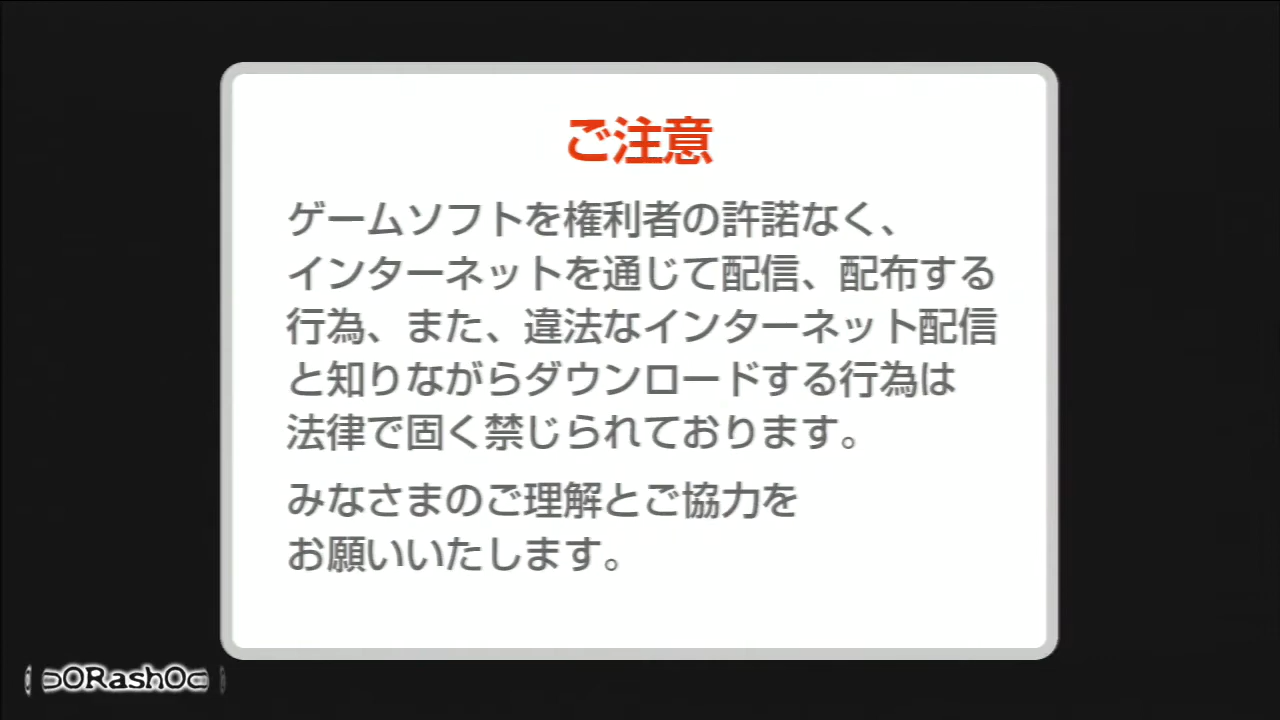 ご注意
ゲームソフトを権利者の許諾なく、
インターネットを通じて配信、配布する
行為、また、違法なインターネット配信
と知りながらダウンロードする行為は
法律で固く禁じられております。
みなさまのご理解とご協力を
お願いいたします。
ORashO